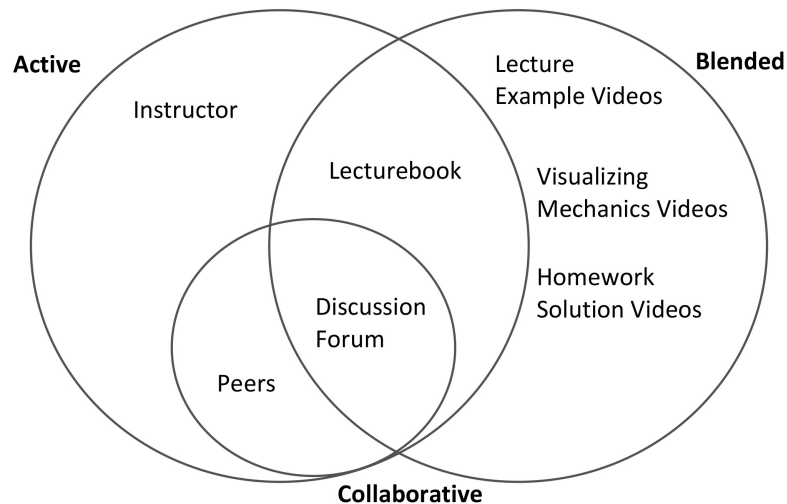 Active
Blended
Instructor
Lecture
Example Videos
Lecturebook
Visualizing
Mechanics Videos
Homework
Solution Videos
Discussion
Forum
Peers
Collaborative